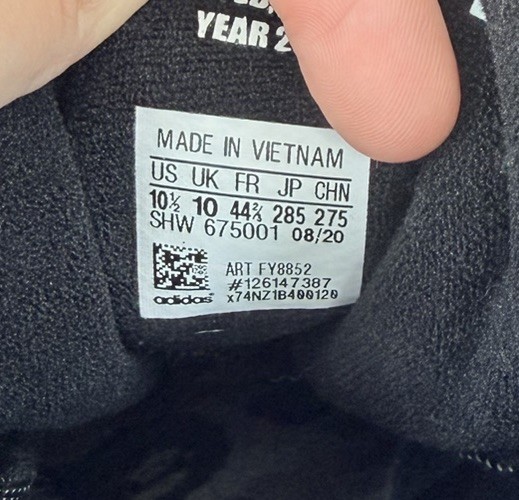 YEAR 2
MADE IN VIETNAM
US UK FR JP CHN
10½ 10 44⅔ 285 275
SHW 675001 08/20
ART FY8852
#126147387
adidas x74NZ1B400120